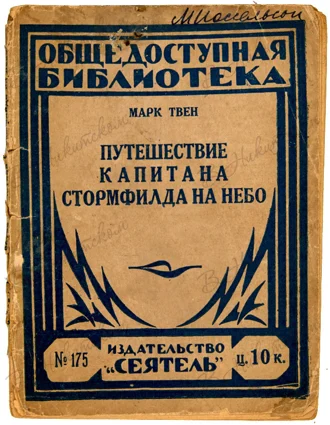 ОБЩЕДОСТУПНАЯ
БИБЛИОТЕКА
МАРК ТВЕН
ПУТЕШЕСТВИЕ
КАПИТАНА
СТОРМФИЛДА НА НЕБО
№ 175
ИЗДАТЕЛЬСТВО
"СЕЯТЕЛЬ"
ц. 10 к.